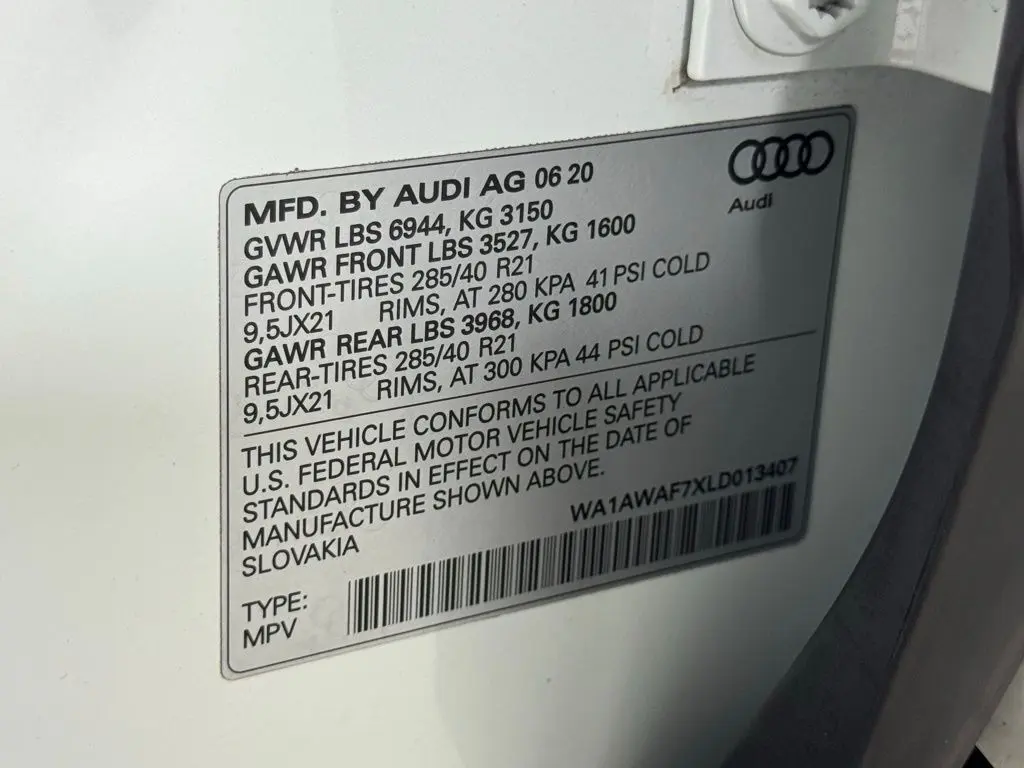 MFD. BY AUDI AG 06 20
Audi
GVWR LBS 6944, KG 3150
GAWR FRONT LBS 3527, KG 1600
FRONT-TIRES 285/40 R21
9,5JX21 RIMS, AT 280 KPA 41 PSI COLD
GAWR REAR LBS 3968, KG 1800
REAR-TIRES 285/40 R21
9,5JX21 RIMS, AT 300 KPA 44 PSI COLD
THIS VEHICLE CONFORMS TO ALL APPLICABLE
U.S. FEDERAL MOTOR VEHICLE SAFETY
STANDARDS IN EFFECT ON THE DATE OF
MANUFACTURE SHOWN ABOVE.
SLOVAKIA
WA1AWAF7XLD013407
TYPE:
MPV